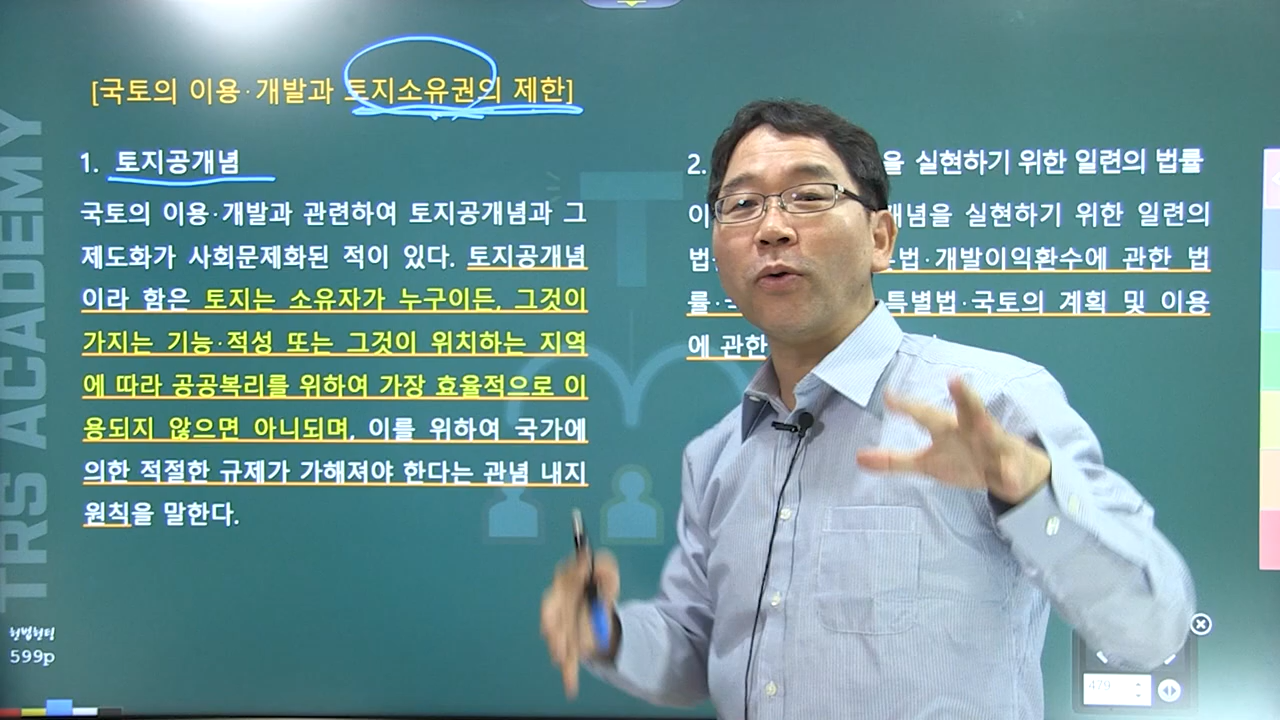 [국토의 이용·개발과 토지소유권의 제한]
1. 토지공개념
국토의 이용·개발과 관련하여 토지공개념과 그
제도화가 사회문제화된 적이 있다. 토지공개념
이라 함은 토지는 소유자가 누구이든, 그것이
가지는 기능·적성 또는 그것이 위치하는 지역
에 따라 공공복리를 위하여 가장 효율적으로 이
용되지 않으면 아니되며, 이를 위하여 국가에
의한 적절한 규제가 가해져야 한다는 관념 내지
원칙을 말한다.
2. 을 실현하기 위한 일련의 법률
이 개념을 실현하기 위한 일련의
법 법·개발이익환수에 관한 법
률· 특별법·국토의 계획 및 이용
에 관한
TRS ACADEMY
헌법헌팅
599p
479